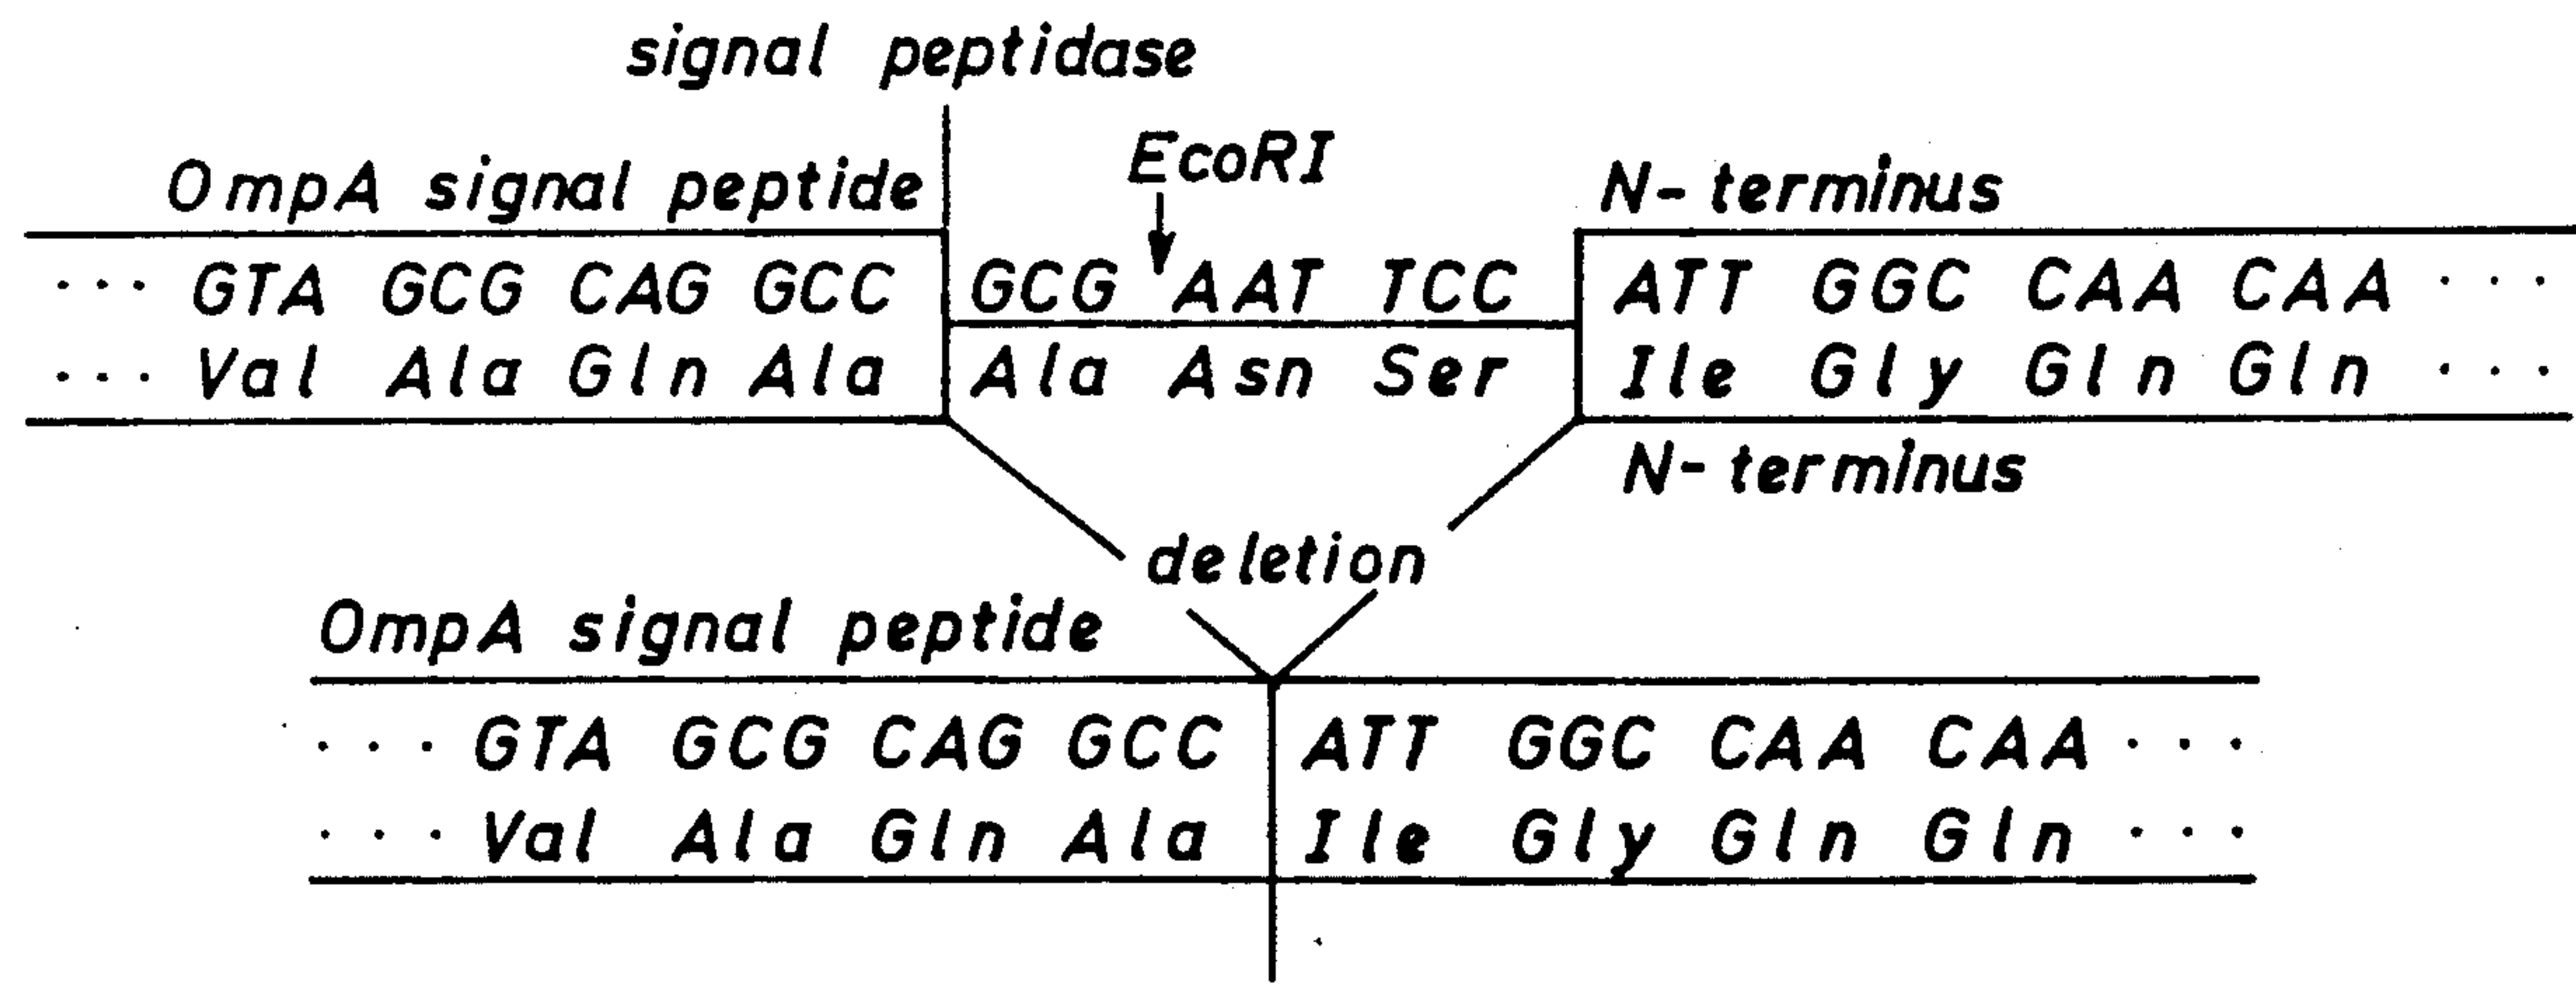 signal peptidase
EcoRI
OmpA signal peptide
N-terminus
··· GTA GCG CAG GCC GCG AAT TCC ATT GGC CAA CAA ···
··· Val Ala Gln Ala Ala Asn Ser Ile Gly Gln Gln ···
N-terminus
deletion
OmpA signal peptide
··· GTA GCG CAG GCC ATT GGC CAA CAA ···
··· Val Ala Gln Ala Ile Gly Gln Gln ···